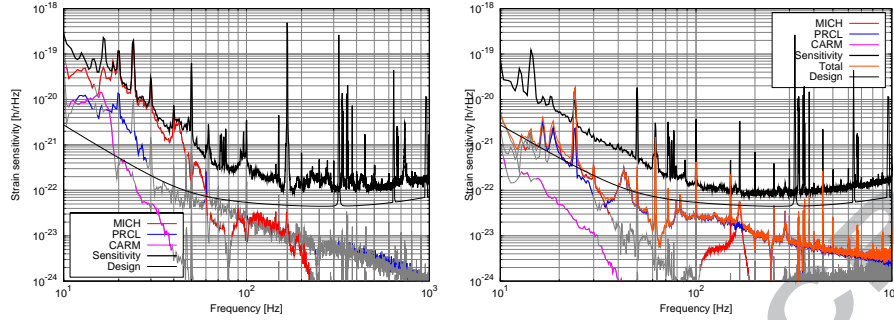 10^-18
10^-19
10^-20
10^-21
10^-22
10^-23
10^-24
Strain sensitivity [h/rHz]
MICH
PRCL
CARM
Sensitivity
Design
10^1
10^2
10^3
Frequency [Hz]
10^-18
10^-19
10^-20
10^-21
10^-22
10^-23
10^-24
Strain sensitivity [h/rHz]
MICH
PRCL
CARM
Sensitivity
Total
Design
10^1
10^2
Frequency [Hz]